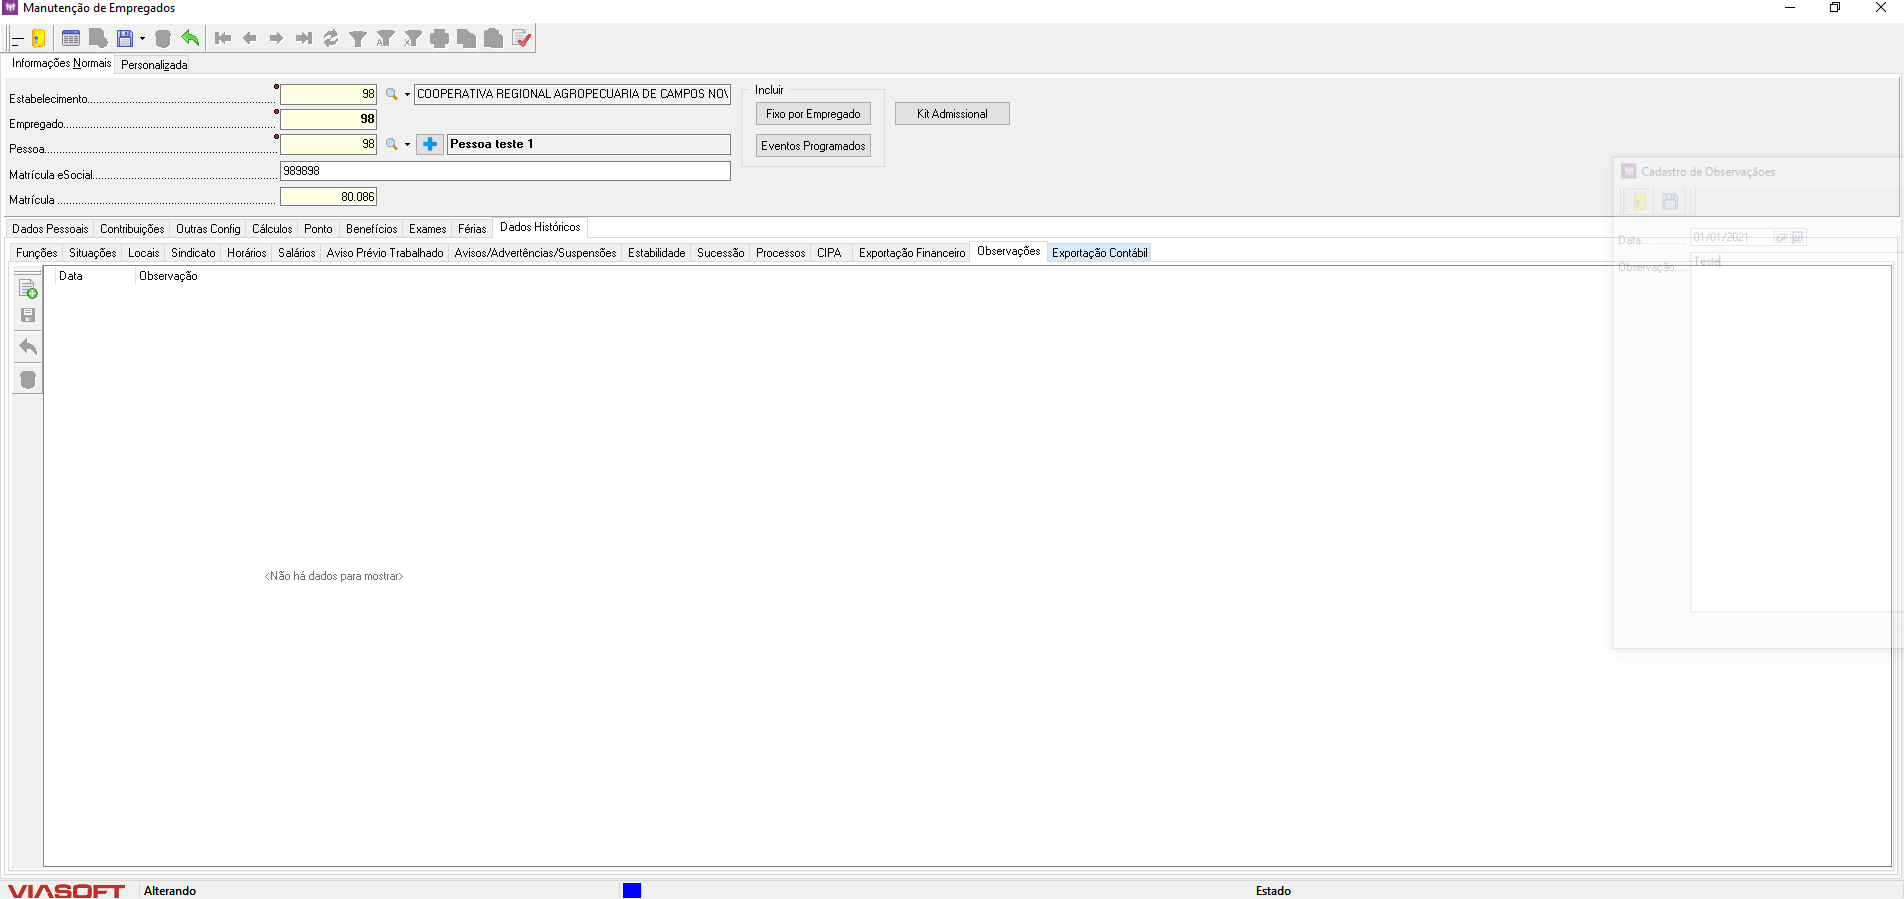 Manutenção de Empregados
Informações Normais Personalizada
Estabelecimento 98 COOPERATIVA REGIONAL AGROPECUARIA DE CAMPOS NOV
Empregado 98
Pessoa 98 Pessoa teste 1
Matrícula eSocial 989898
Matrícula 80.086
Incluir
Fixo por Empregado
Eventos Programados
Kit Admissional
Cadastro de Observaçãoes
Data 01/01/2021
Observação Teste
Dados Pessoais Contribuições Outras Config Cálculos Ponto Benefícios Exames Férias Dados Históricos
Funções Situações Locais Sindicato Horários Salários Aviso Prévio Trabalhado Avisos/Advertências/Suspensões Estabilidade Sucessão Processos CIPA Exportação Financeiro Observações Exportação Contábil
Data Observação
<Não há dados para mostrar>
VIASOFT Alterando Estado